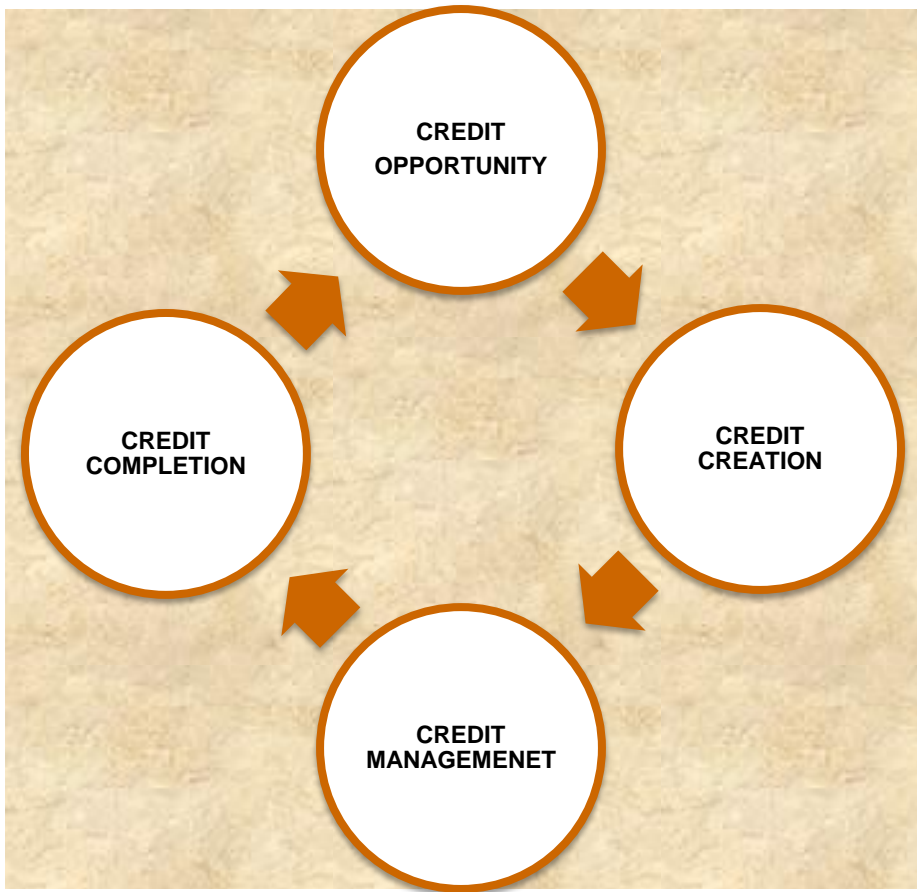 CREDIT
OPPORTUNITY
CREDIT
COMPLETION
CREDIT
CREATION
CREDIT
MANAGEMENET